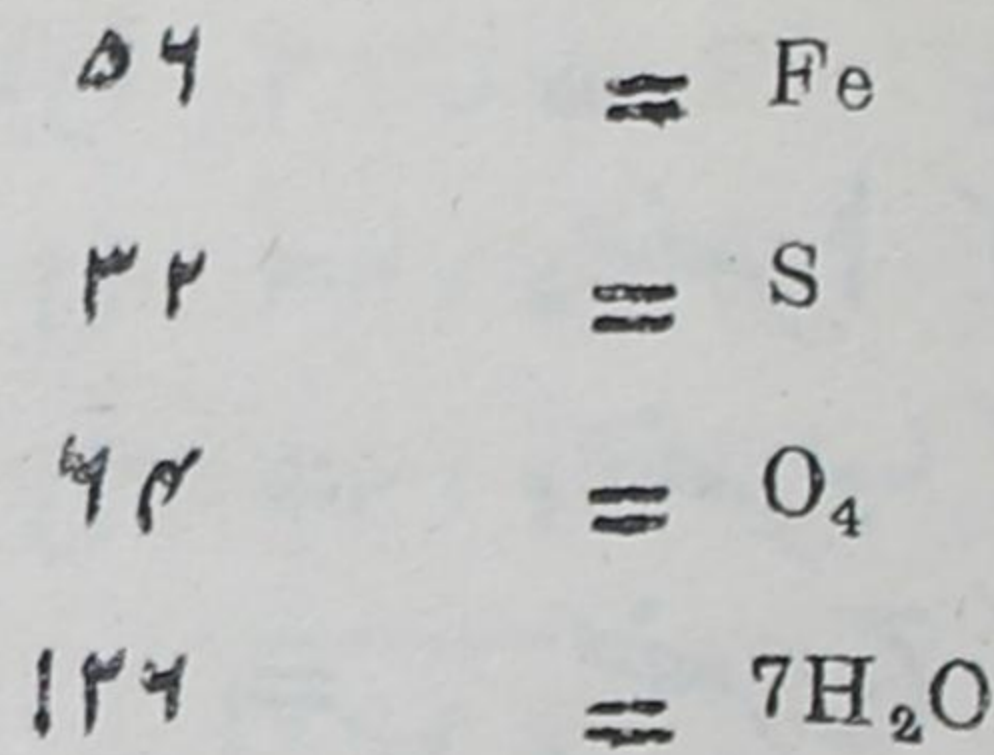 ۵۶ = Fe
۳۲ = S
۶۴ = O₄
۱۲۶ = 7H₂O